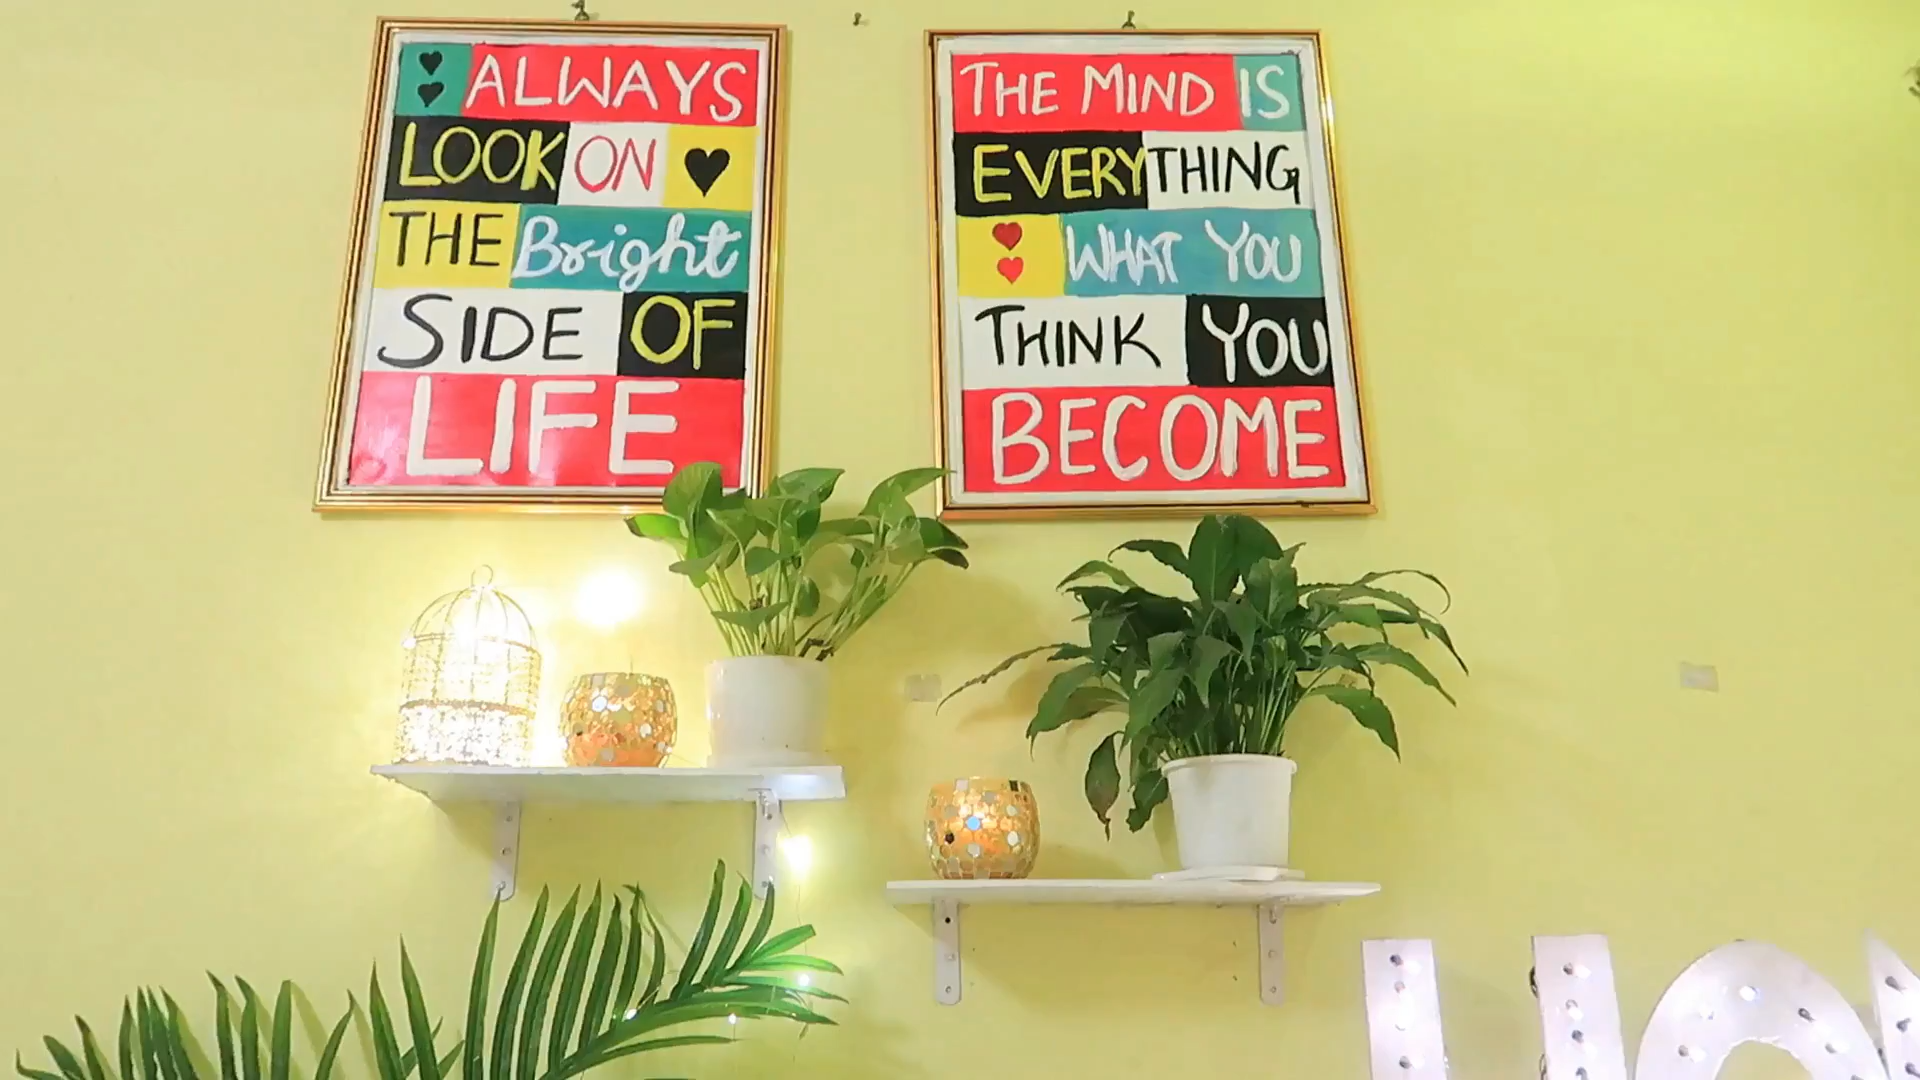 ALWAYS
LOOK ON
THE Bright
SIDE OF
LIFE
THE MIND IS
EVERYTHING
WHAT YOU
THINK YOU
BECOME